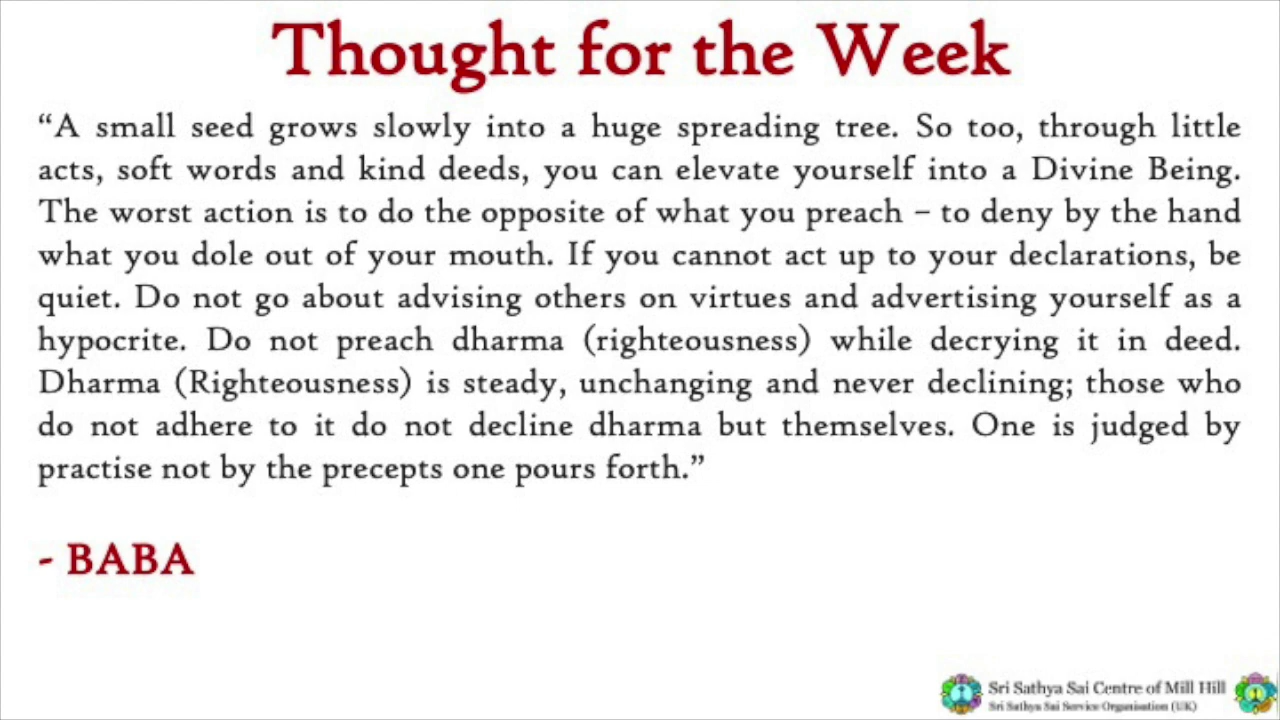 Thought for the Week
“A small seed grows slowly into a huge spreading tree. So too, through little
acts, soft words and kind deeds, you can elevate yourself into a Divine Being.
The worst action is to do the opposite of what you preach – to deny by the hand
what you dole out of your mouth. If you cannot act up to your declarations, be
quiet. Do not go about advising others on virtues and advertising yourself as a
hypocrite. Do not preach dharma (righteousness) while decrying it in deed.
Dharma (Righteousness) is steady, unchanging and never declining; those who
do not adhere to it do not decline dharma but themselves. One is judged by
practise not by the precepts one pours forth.”
- BABA
Sri Sathya Sai Centre of Mill Hill
Sri Sathya Sai Service Organisation (UK)